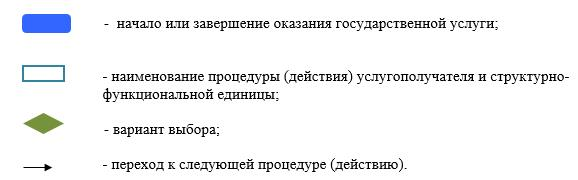 - начало или завершение оказания государственной услуги;
- наименование процедуры (действия) услугополучателя и структурно-
функциональной единицы;
- вариант выбора;
- переход к следующей процедуре (действию).